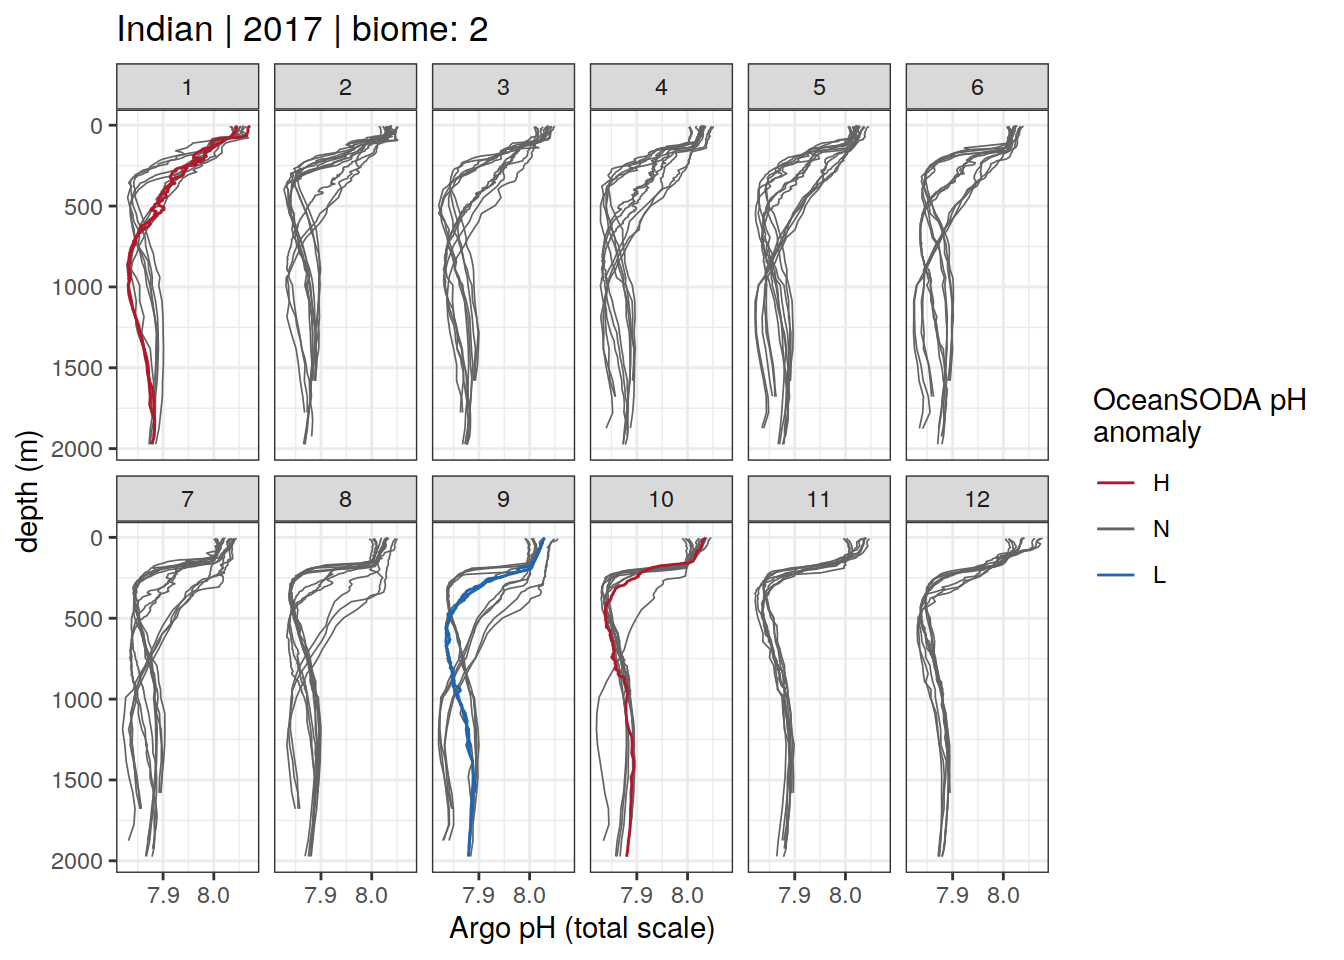 Indian | 2017 | biome: 2
1 2 3 4 5 6
0
500
1000
1500
2000
7 8 9 10 11 12
0
500
1000
1500
2000
7.9 8.0 7.9 8.0 7.9 8.0 7.9 8.0 7.9 8.0 7.9 8.0
Argo pH (total scale)
depth (m)
OceanSODA pH
anomaly
H
N
L